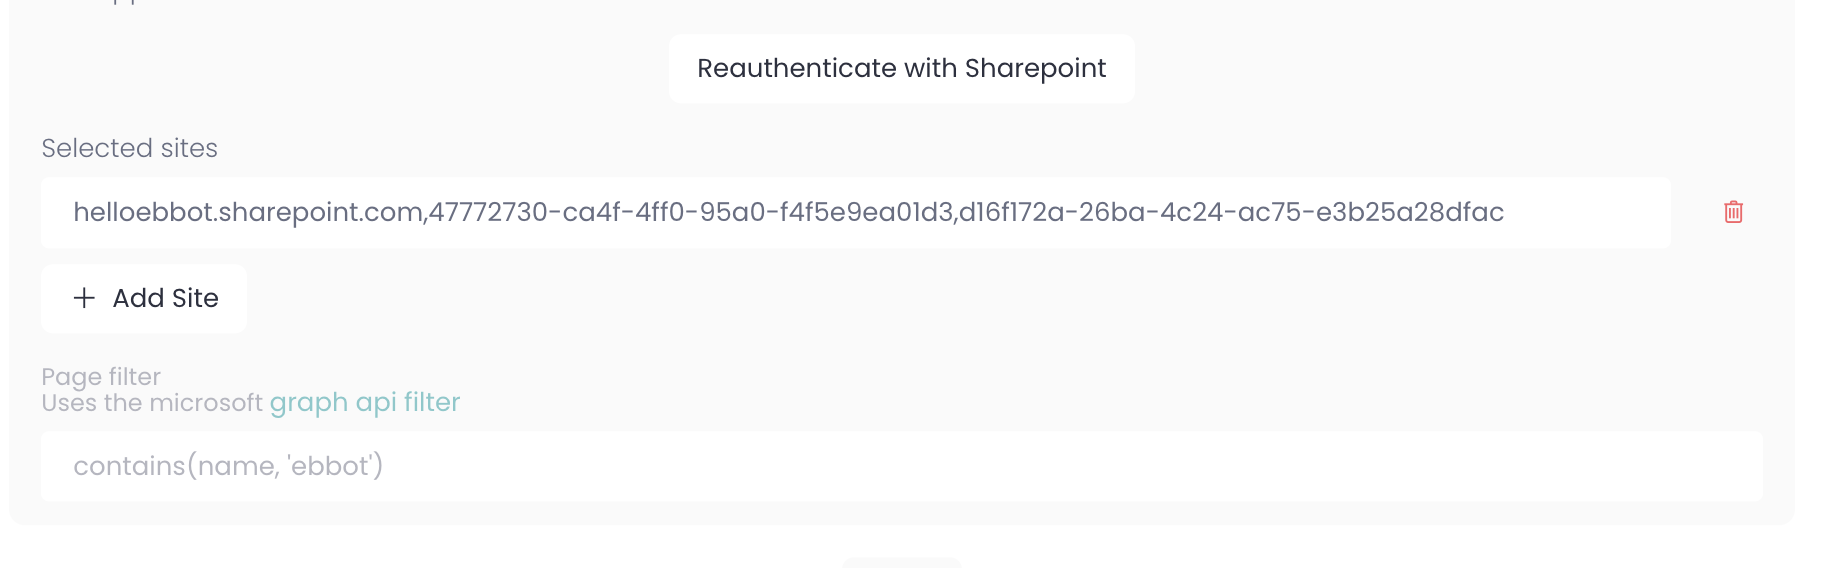 Reauthenticate with Sharepoint
Selected sites
helloebbot.sharepoint.com,47772730-ca4f-4ff0-95a0-f4f5e9ea01d3,d16f172a-26ba-4c24-ac75-e3b25a28dfac
+ Add Site
Page filter
Uses the microsoft graph api filter
contains(name, 'ebbot')